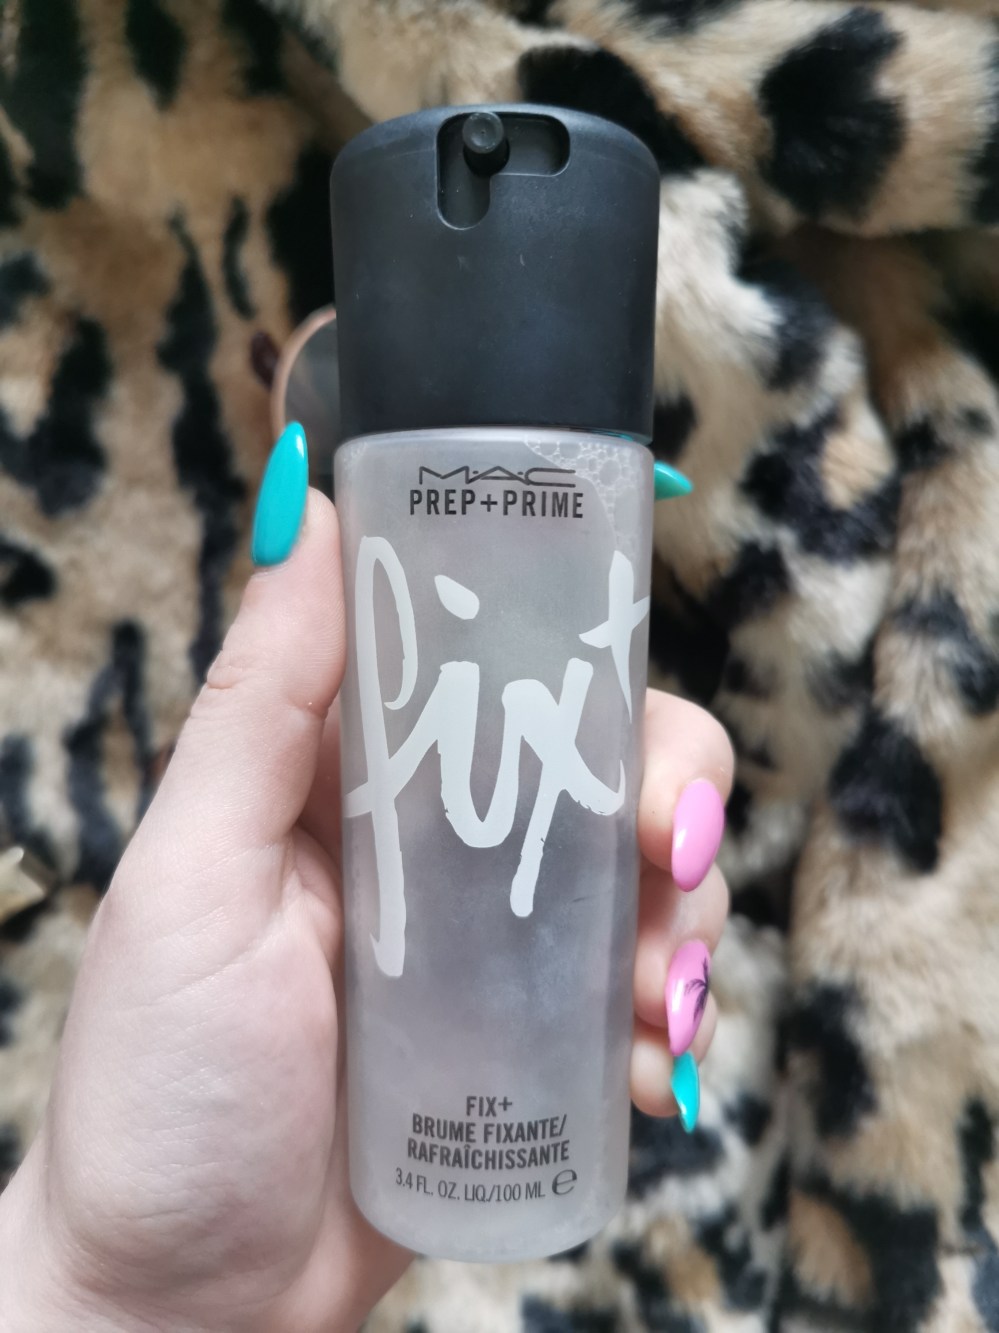 M·A·C
PREP+PRIME
fix+
FIX+
BRUME FIXANTE/
RAFRAÎCHISSANTE
3.4 FL. OZ. LIQ./100 ML ℮